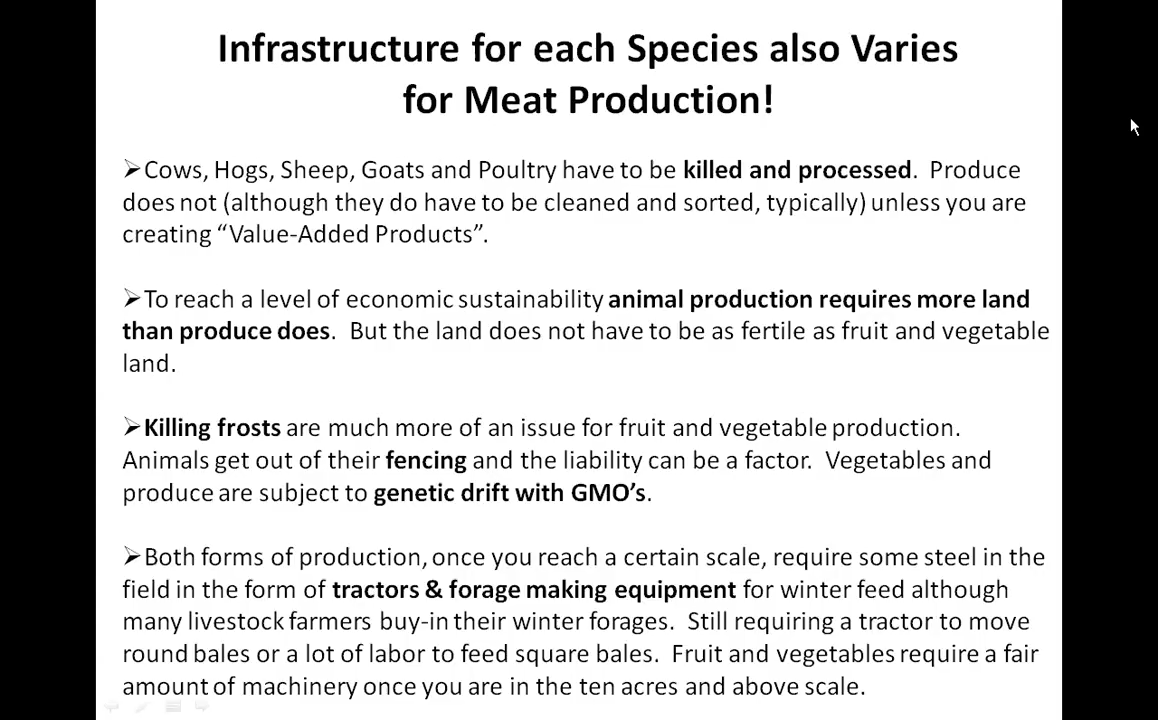 Infrastructure for each Species also Varies
for Meat Production!
➢Cows, Hogs, Sheep, Goats and Poultry have to be killed and processed. Produce
does not (although they do have to be cleaned and sorted, typically) unless you are
creating “Value-Added Products”.
➢To reach a level of economic sustainability animal production requires more land
than produce does. But the land does not have to be as fertile as fruit and vegetable
land.
➢Killing frosts are much more of an issue for fruit and vegetable production.
Animals get out of their fencing and the liability can be a factor. Vegetables and
produce are subject to genetic drift with GMO’s.
➢Both forms of production, once you reach a certain scale, require some steel in the
field in the form of tractors & forage making equipment for winter feed although
many livestock farmers buy-in their winter forages. Still requiring a tractor to move
round bales or a lot of labor to feed square bales. Fruit and vegetables require a fair
amount of machinery once you are in the ten acres and above scale.